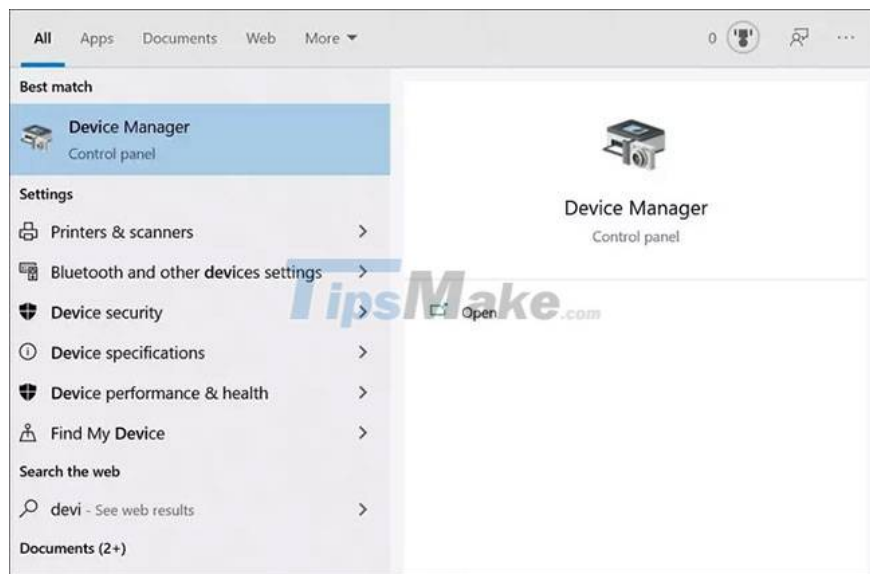 All Apps Documents Web More 0 ...
Best match
Device Manager
Control panel
Settings
Printers & scanners
Bluetooth and other devices settings
Device security
Device specifications
Device performance & health
Find My Device
Search the web
devi - See web results
Documents (2+)
Device Manager
Control panel
Open
TipsMake.com